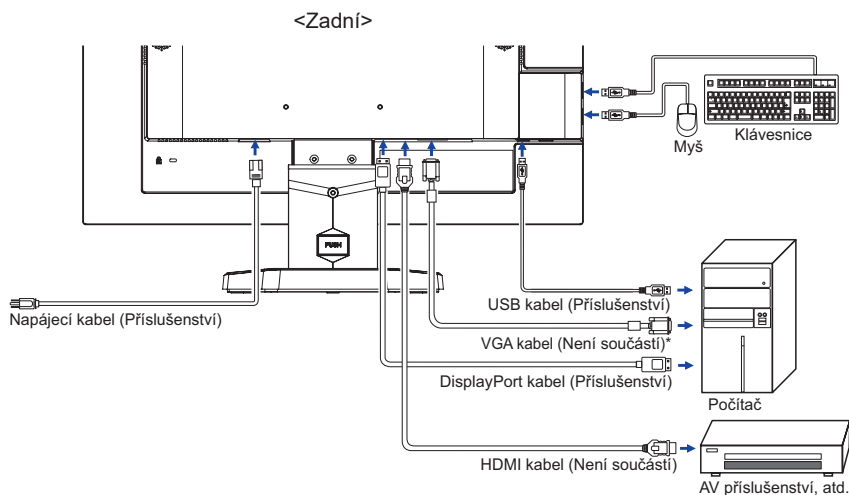 <Zadní>
Klávesnice
Myš
PUSH
USB kabel (Příslušenství)
Napájecí kabel (Příslušenství)
VGA kabel (Není součástí)*
DisplayPort kabel (Příslušenství)
Počítač
HDMI kabel (Není součástí)
AV příslušenství, atd.